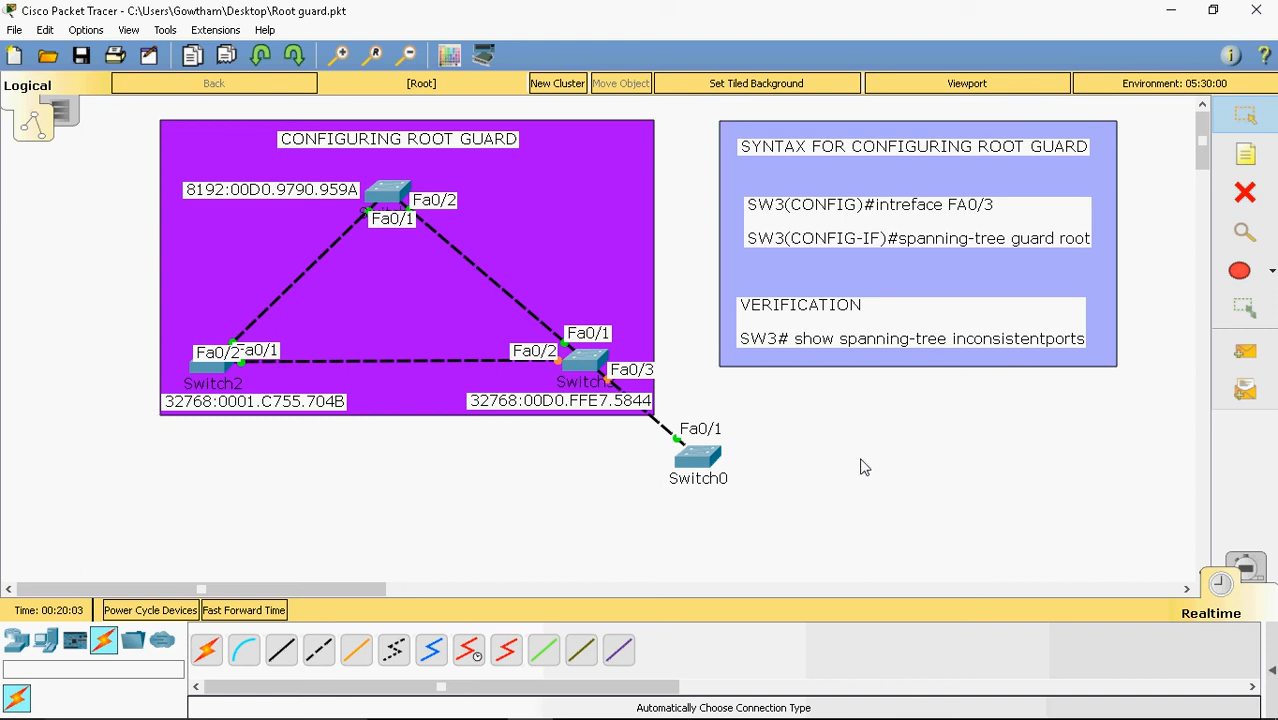 Cisco Packet Tracer - C:\Users\Gowtham\Desktop\Root guard.pkt
File Edit Options View Tools Extensions Help
Logical
Back
[Root]
New Cluster
Move Object
Set Tiled Background
Viewport
Environment: 05:30:00
CONFIGURING ROOT GUARD
8192:00D0.9790.959A
Fa0/2
Fa0/1
Fa0/2
Fa0/1
Switch2
32768:0001.C755.704B
Fa0/1
Fa0/2
Fa0/3
32768:00D0.FFE7.5844
Fa0/1
Switch0
SYNTAX FOR CONFIGURING ROOT GUARD
SW3(CONFIG)#intreface FA0/3
SW3(CONFIG-IF)#spanning-tree guard root
VERIFICATION
SW3# show spanning-tree inconsistentports
Time: 00:20:03
Power Cycle Devices
Fast Forward Time
Realtime
Automatically Choose Connection Type